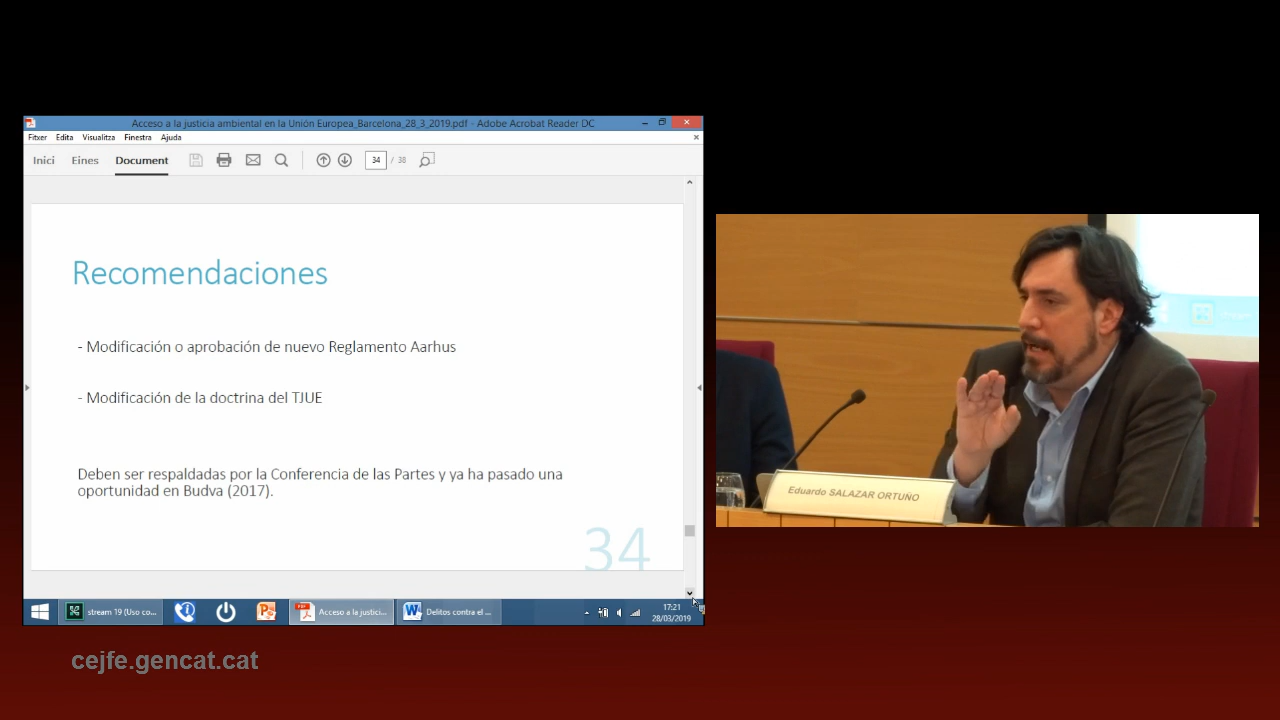 Acceso a la justicia ambiental en la Unión Europea_Barcelona_28_3_2019.pdf - Adobe Acrobat Reader DC
Fitxer Edita Visualitza Finestra Ajuda
Inici Eines Document 34 / 38
Recomendaciones
- Modificación o aprobación de nuevo Reglamento Aarhus
- Modificación de la doctrina del TJUE
Deben ser respaldadas por la Conferencia de las Partes y ya ha pasado una
oportunidad en Budva (2017).
34
Eduardo SALAZAR ORTUÑO
stream 19 (Uso co... Acceso a la justici... Delitos contra el ... 17:21
28/03/2019
cejfe.gencat.cat